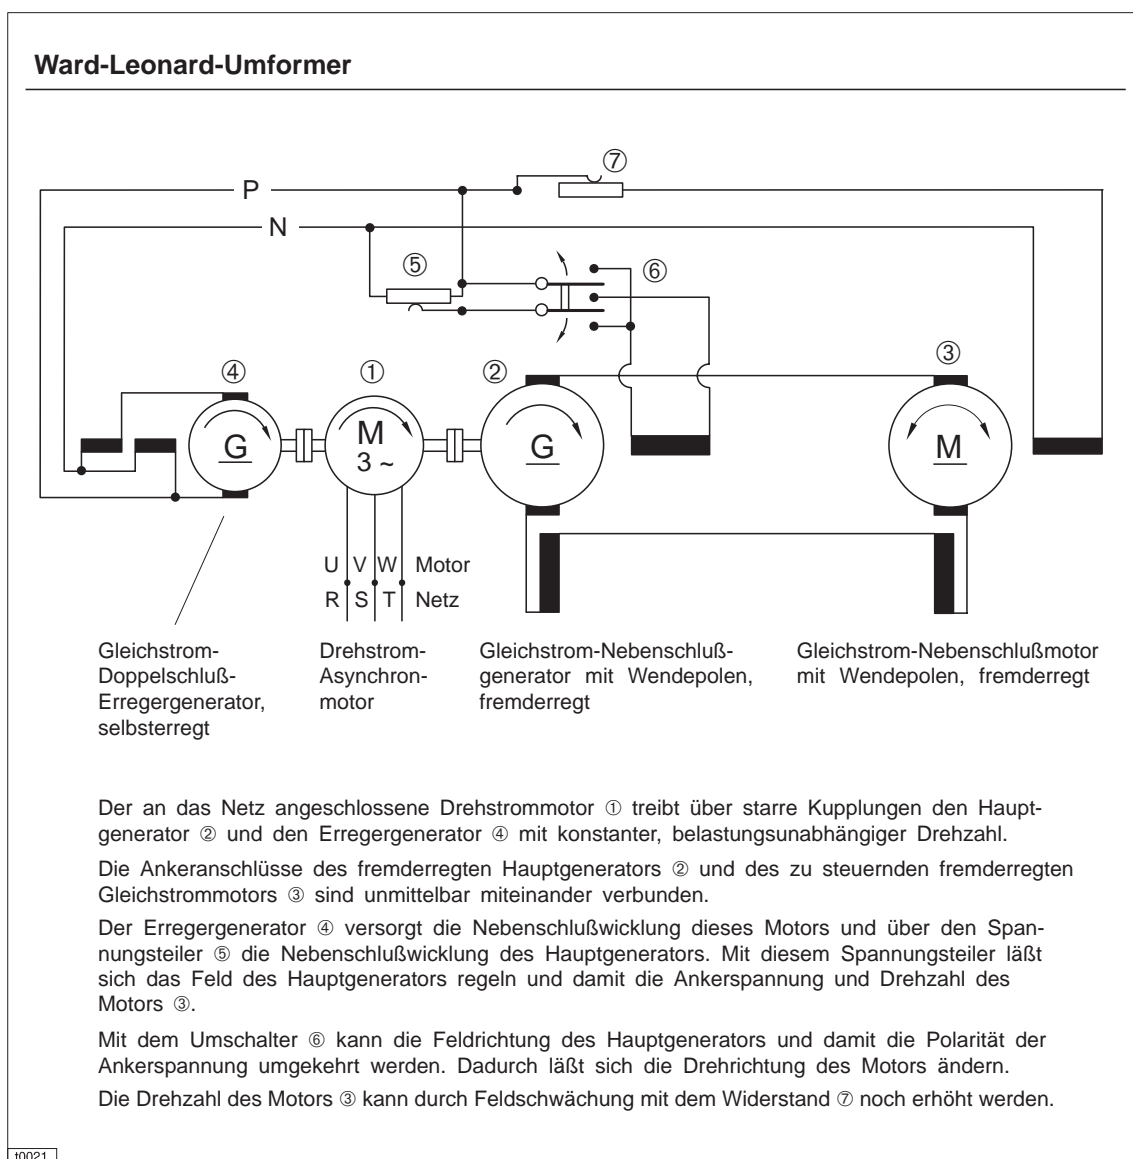 Ward-Leonard-Umformer
⑦
P
N
⑤
⑥
④
①
②
③
G
M
3 ~
G
M
U V W Motor
R S T Netz
Gleichstrom-
Doppelschluß-
Erregergenerator,
selbsterregt
Drehstrom-
Asynchron-
motor
Gleichstrom-Nebenschluß-
generator mit Wendepolen,
fremderregt
Gleichstrom-Nebenschlußmotor
mit Wendepolen, fremderregt
Der an das Netz angeschlossene Drehstrommotor ① treibt über starre Kupplungen den Haupt-
generator ② und den Erregergenerator ④ mit konstanter, belastungsunabhängiger Drehzahl.
Die Ankeranschlüsse des fremderregten Hauptgenerators ② und des zu steuernden fremderregten
Gleichstrommotors ③ sind unmittelbar miteinander verbunden.
Der Erregergenerator ④ versorgt die Nebenschlußwicklung dieses Motors und über den Span-
nungsteiler ⑤ die Nebenschlußwicklung des Hauptgenerators. Mit diesem Spannungsteiler läßt
sich das Feld des Hauptgenerators regeln und damit die Ankerspannung und Drehzahl des
Motors ③.
Mit dem Umschalter ⑥ kann die Feldrichtung des Hauptgenerators und damit die Polarität der
Ankerspannung umgekehrt werden. Dadurch läßt sich die Drehrichtung des Motors ändern.
Die Drehzahl des Motors ③ kann durch Feldschwächung mit dem Widerstand ⑦ noch erhöht werden.
t0021